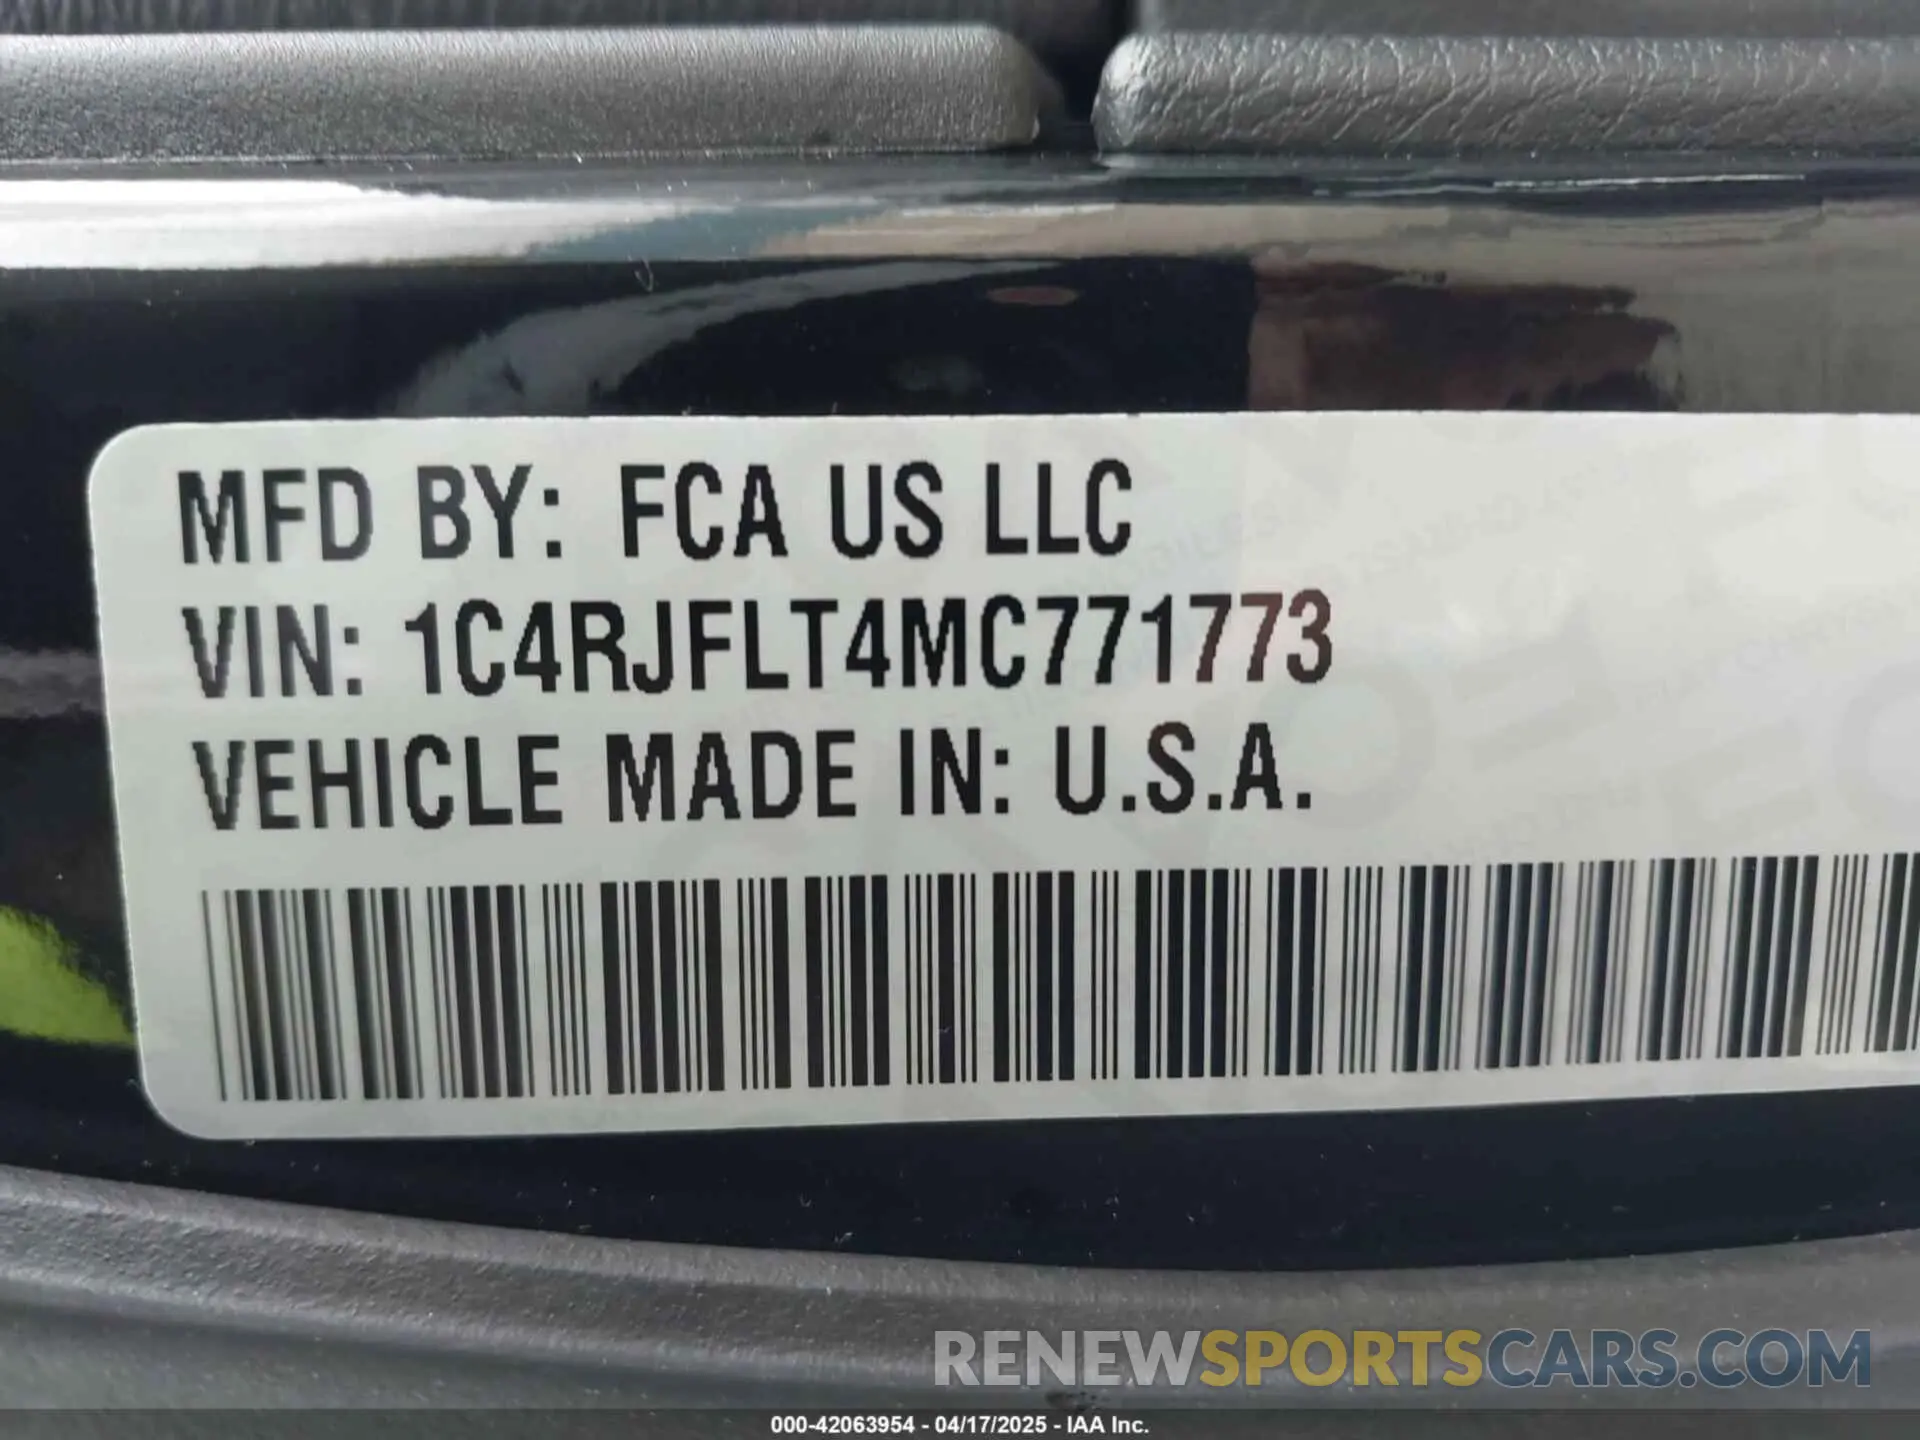 MFD BY: FCA US LLC
VIN: 1C4RJFLT4MC771773
VEHICLE MADE IN: U.S.A.
RENEWSPORTSCARS.COM
000-42063954 - 04/17/2025 - IAA Inc.